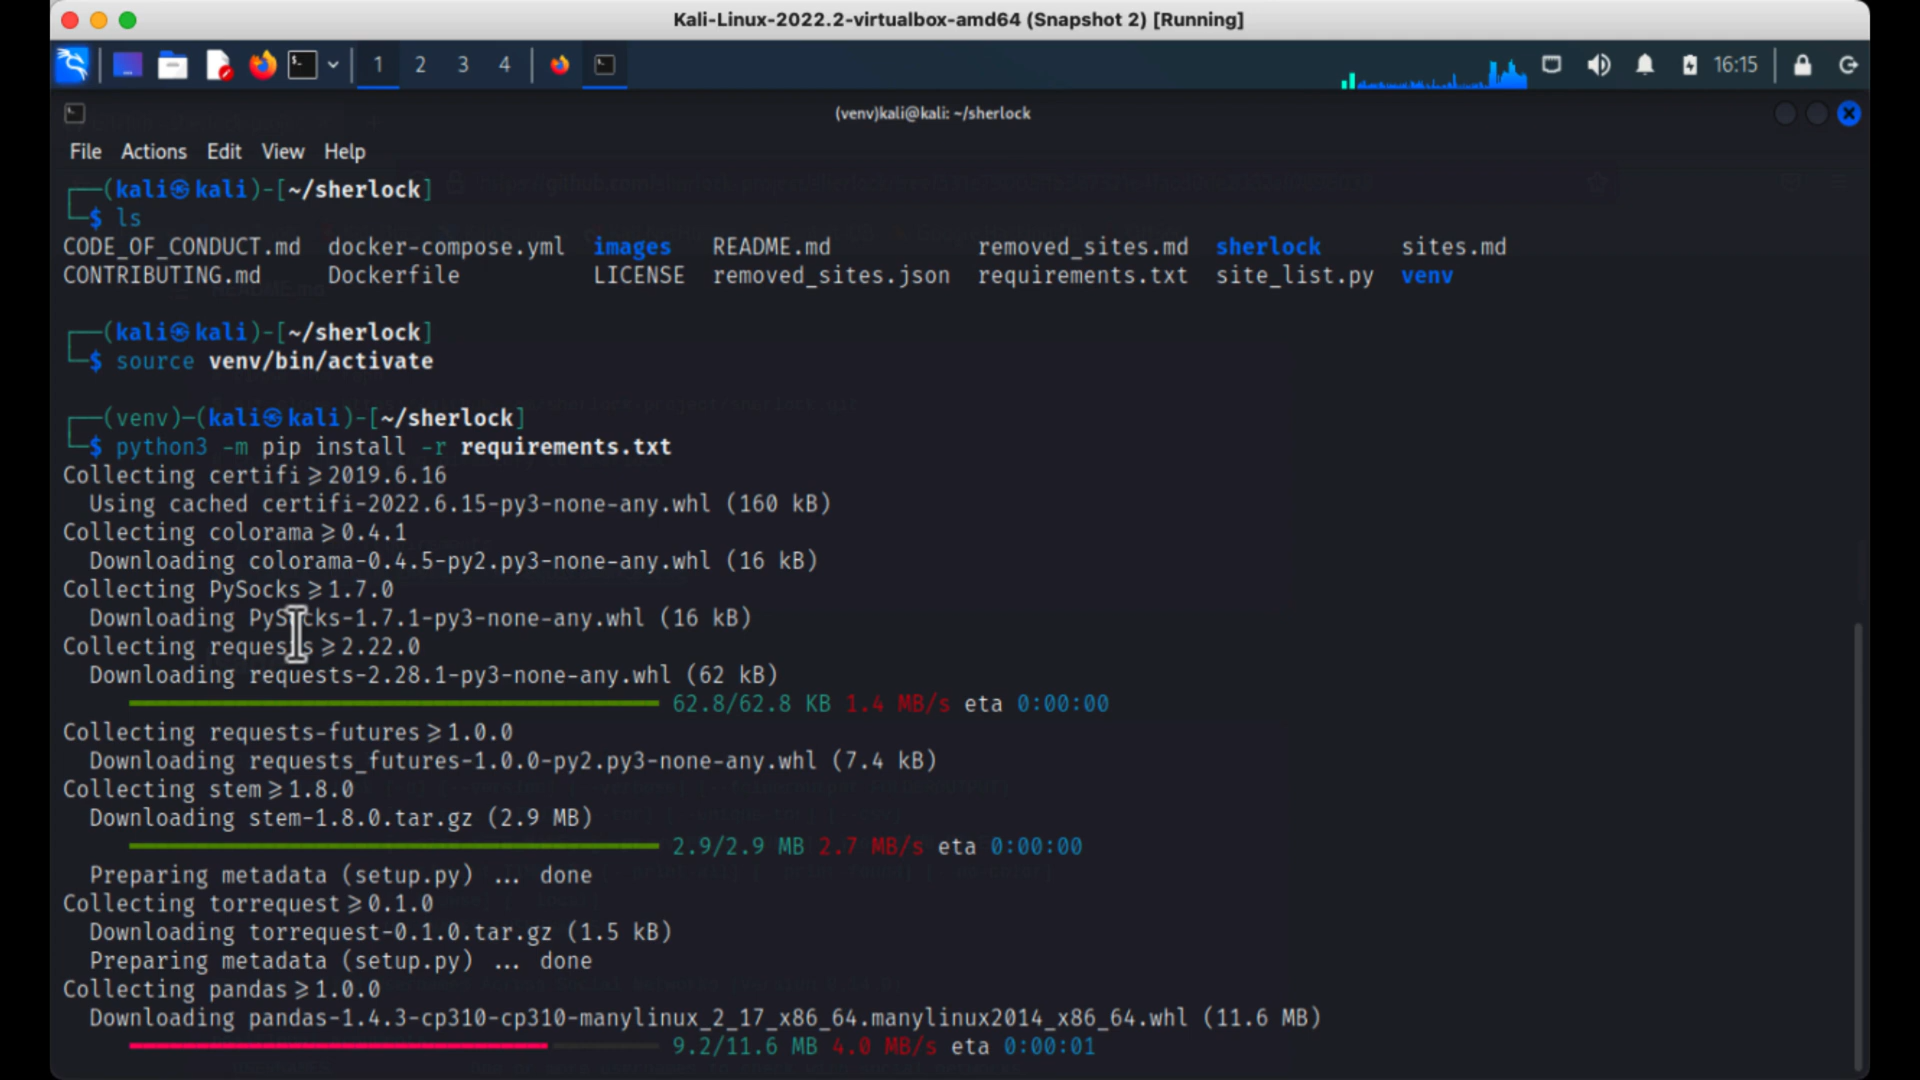 Kali-Linux-2022.2-virtualbox-amd64 (Snapshot 2) [Running]
1 2 3 4 16:15
(venv)kali@kali: ~/sherlock
File Actions Edit View Help
┌──(kali㉿kali)-[~/sherlock]
└─$ ls
CODE_OF_CONDUCT.md docker-compose.yml images README.md removed_sites.md sherlock sites.md
CONTRIBUTING.md Dockerfile LICENSE removed_sites.json requirements.txt site_list.py venv
┌──(kali㉿kali)-[~/sherlock]
└─$ source venv/bin/activate
┌──(venv)─(kali㉿kali)-[~/sherlock]
└─$ python3 -m pip install -r requirements.txt
Collecting certifi≥2019.6.16
Using cached certifi-2022.6.15-py3-none-any.whl (160 kB)
Collecting colorama≥0.4.1
Downloading colorama-0.4.5-py2.py3-none-any.whl (16 kB)
Collecting PySocks≥1.7.0
Downloading PySocks-1.7.1-py3-none-any.whl (16 kB)
Collecting requests≥2.22.0
Downloading requests-2.28.1-py3-none-any.whl (62 kB)
62.8/62.8 KB 1.4 MB/s eta 0:00:00
Collecting requests-futures≥1.0.0
Downloading requests_futures-1.0.0-py2.py3-none-any.whl (7.4 kB)
Collecting stem≥1.8.0
Downloading stem-1.8.0.tar.gz (2.9 MB)
2.9/2.9 MB 2.7 MB/s eta 0:00:00
Preparing metadata (setup.py) ... done
Collecting torrequest≥0.1.0
Downloading torrequest-0.1.0.tar.gz (1.5 kB)
Preparing metadata (setup.py) ... done
Collecting pandas≥1.0.0
Downloading pandas-1.4.3-cp310-cp310-manylinux_2_17_x86_64.manylinux2014_x86_64.whl (11.6 MB)
9.2/11.6 MB 4.0 MB/s eta 0:00:01